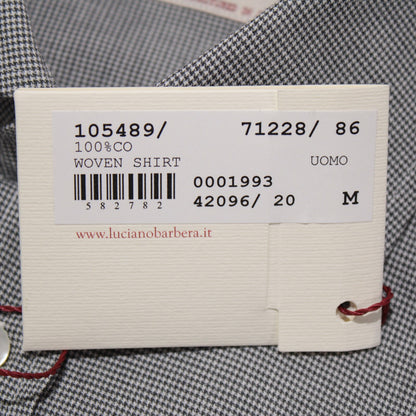 105489/ 71228/ 86
100%CO
WOVEN SHIRT UOMO
0001993
582782 42096/ 20 M
www.lucianobarbera.it